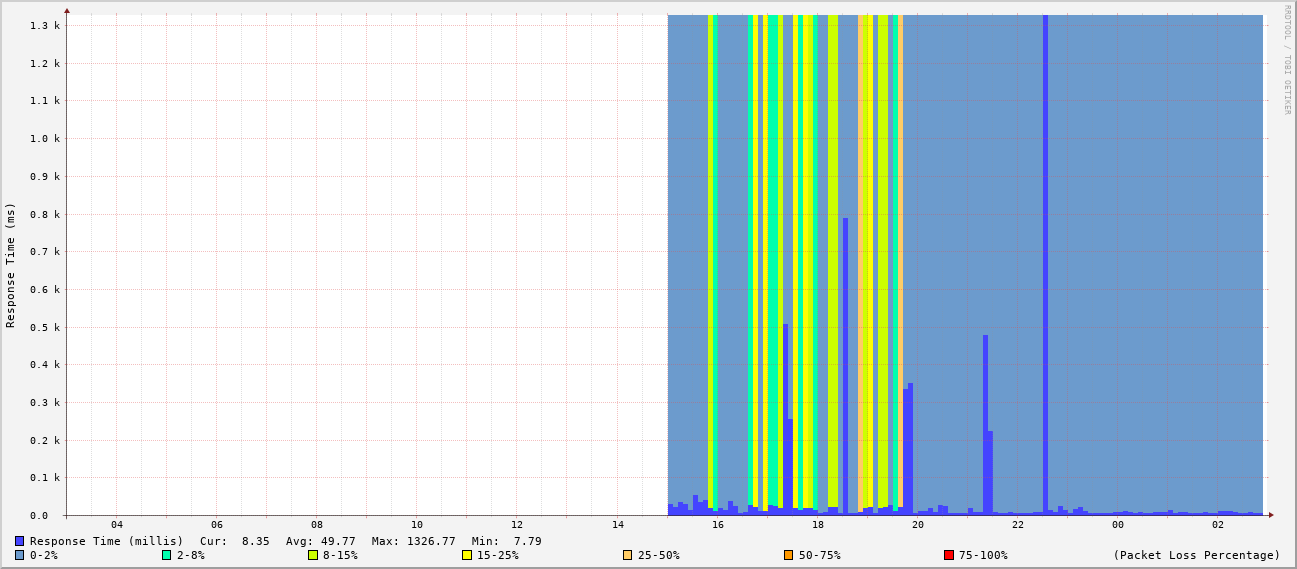 RRDTOOL / TOBI OETIKER
Response Time (ms)
1.3 k
1.2 k
1.1 k
1.0 k
0.9 k
0.8 k
0.7 k
0.6 k
0.5 k
0.4 k
0.3 k
0.2 k
0.1 k
0.0
04 06 08 10 12 14 16 18 20 22 00 02
Response Time (millis) Cur: 8.35 Avg: 49.77 Max: 1326.77 Min: 7.79
0-2% 2-8% 8-15% 15-25% 25-50% 50-75% 75-100% (Packet Loss Percentage)